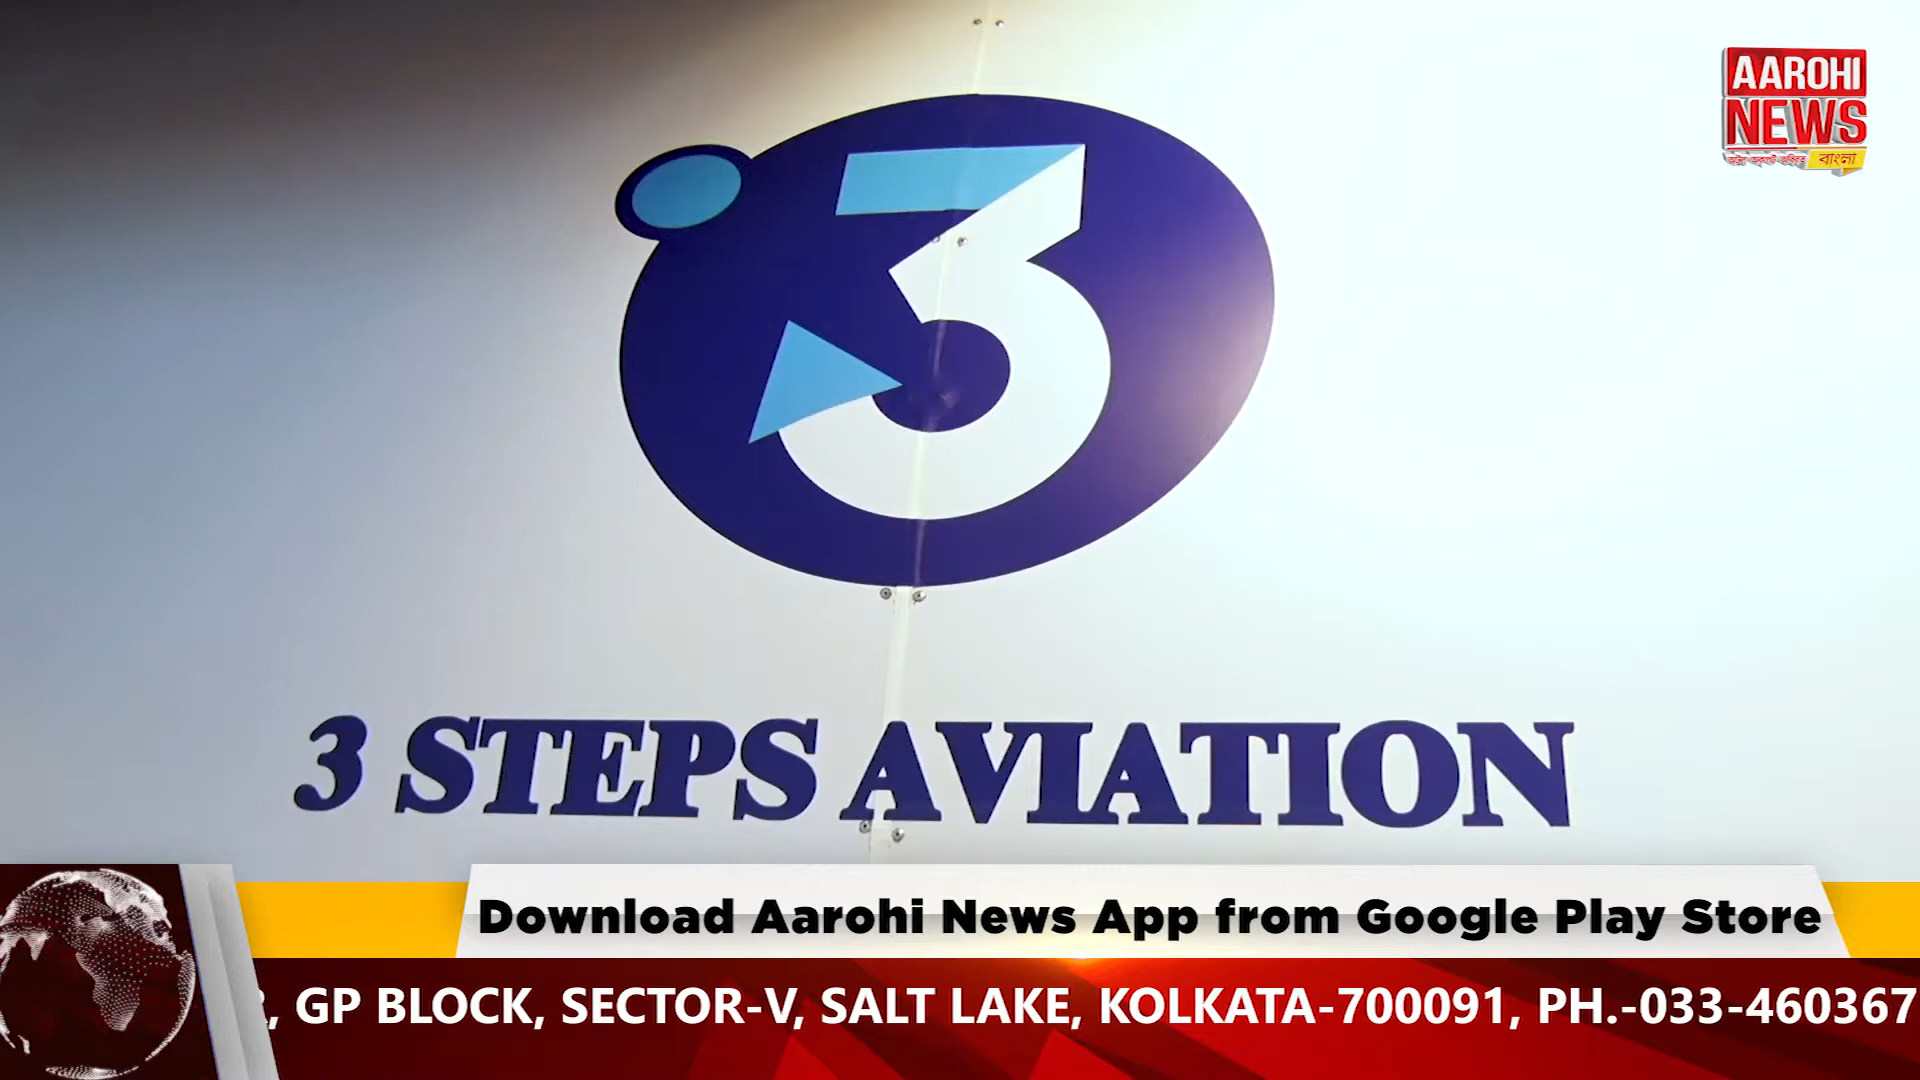 AAROHI
NEWS
বাংলা
3
3 STEPS AVIATION
Download Aarohi News App from Google Play Store
, GP BLOCK, SECTOR-V, SALT LAKE, KOLKATA-700091, PH.-033-460367